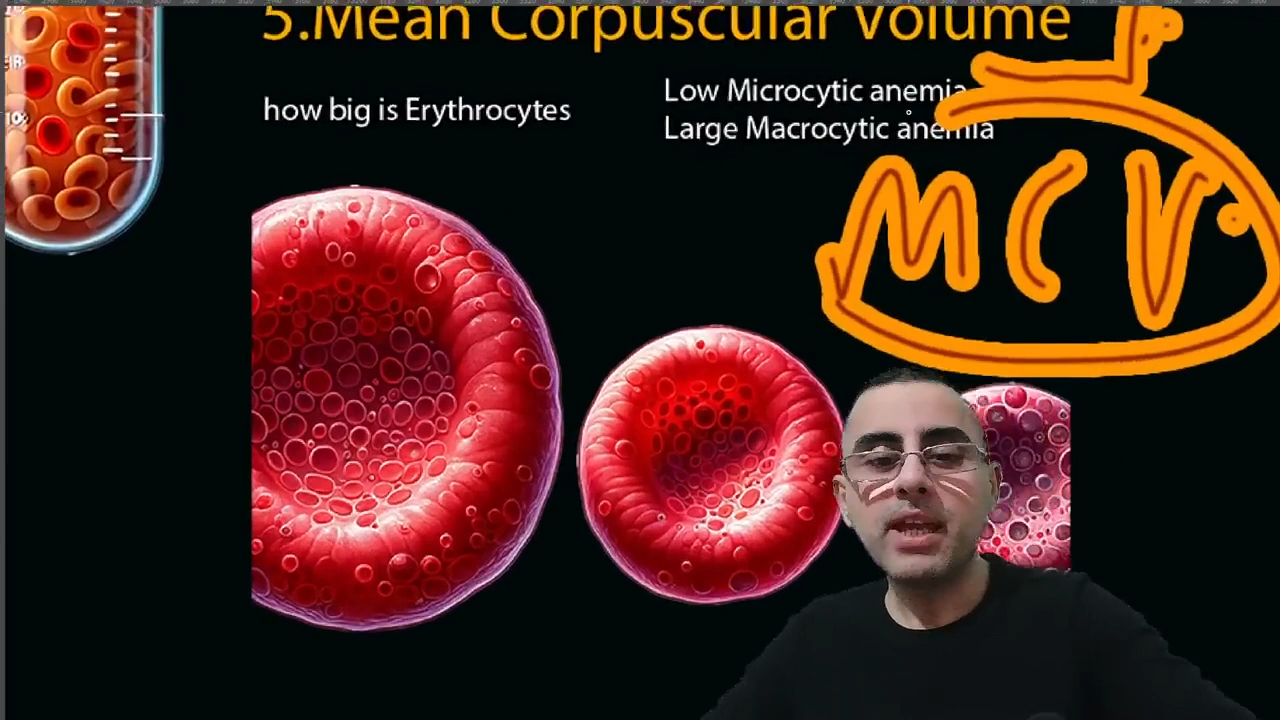 5.Mean Corpuscular Volume
how big is Erythrocytes
Low Microcytic anemia
Large Macrocytic anemia
MCV